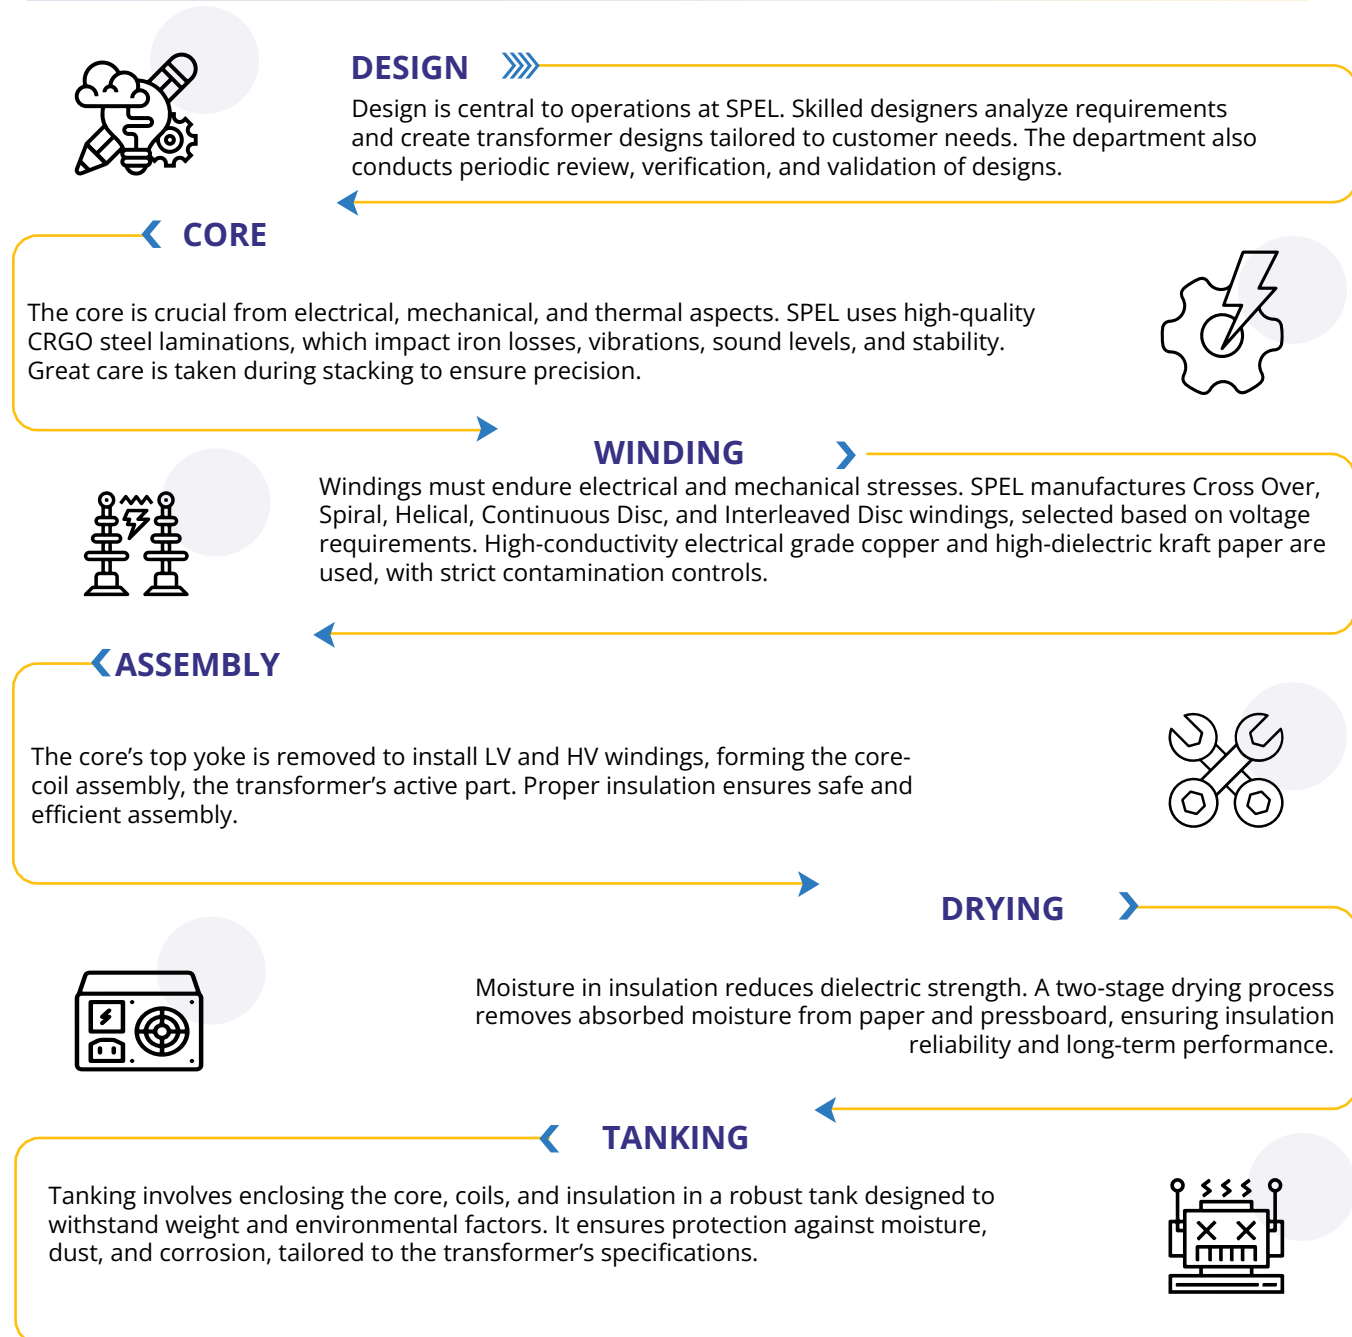 DESIGN
Design is central to operations at SPEL. Skilled designers analyze requirements
and create transformer designs tailored to customer needs. The department also
conducts periodic review, verification, and validation of designs.
CORE
The core is crucial from electrical, mechanical, and thermal aspects. SPEL uses high-quality
CRGO steel laminations, which impact iron losses, vibrations, sound levels, and stability.
Great care is taken during stacking to ensure precision.
WINDING
Windings must endure electrical and mechanical stresses. SPEL manufactures Cross Over,
Spiral, Helical, Continuous Disc, and Interleaved Disc windings, selected based on voltage
requirements. High-conductivity electrical grade copper and high-dielectric kraft paper are
used, with strict contamination controls.
ASSEMBLY
The core’s top yoke is removed to install LV and HV windings, forming the core-
coil assembly, the transformer’s active part. Proper insulation ensures safe and
efficient assembly.
DRYING
Moisture in insulation reduces dielectric strength. A two-stage drying process
removes absorbed moisture from paper and pressboard, ensuring insulation
reliability and long-term performance.
TANKING
Tanking involves enclosing the core, coils, and insulation in a robust tank designed to
withstand weight and environmental factors. It ensures protection against moisture,
dust, and corrosion, tailored to the transformer’s specifications.